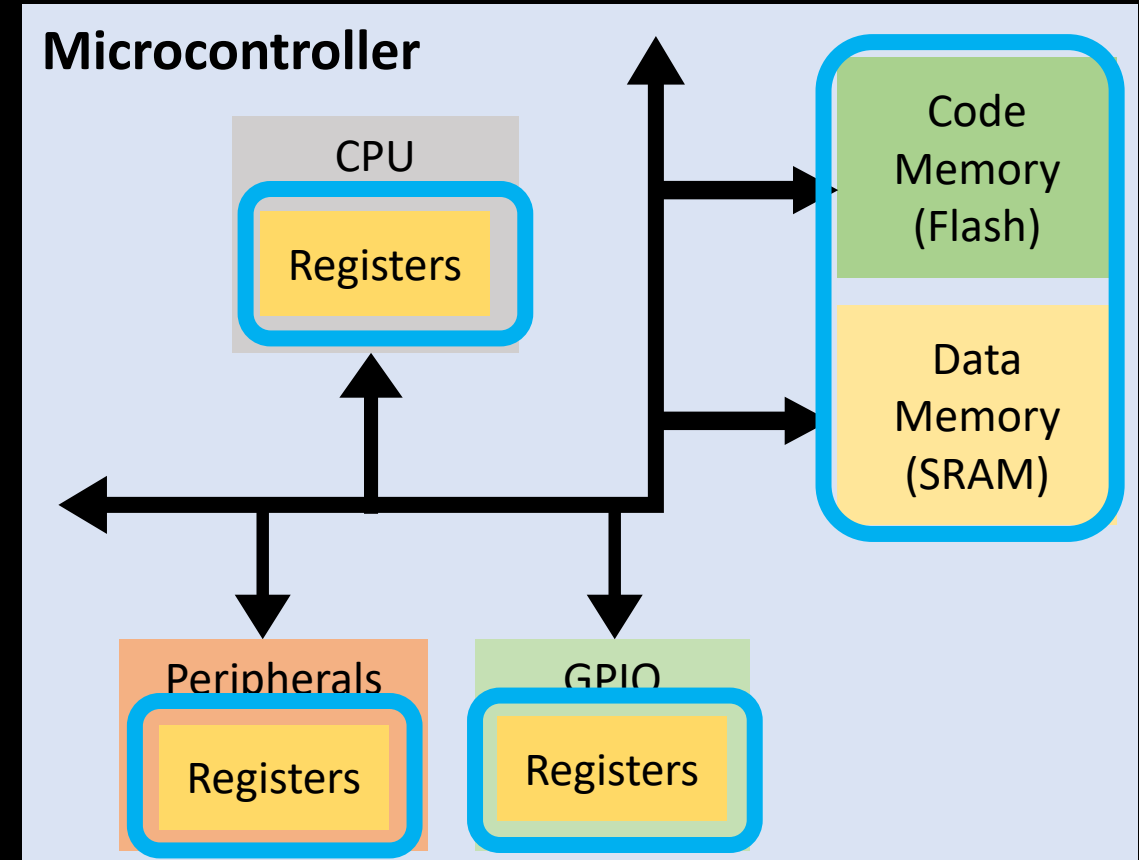 Microcontroller
CPU
Registers
Code
Memory
(Flash)
Data
Memory
(SRAM)
Peripherals
Registers
GPIO
Registers